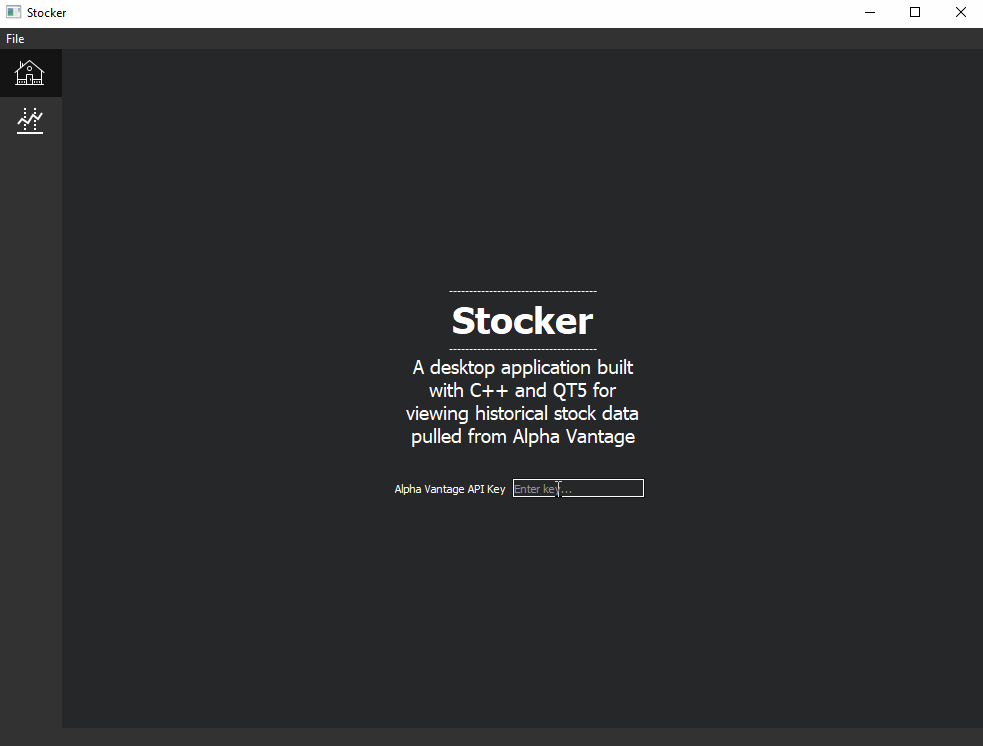 Stocker
File
-------------------------------------
Stocker
-------------------------------------
A desktop application built
with C++ and QT5 for
viewing historical stock data
pulled from Alpha Vantage
Alpha Vantage API Key Enter key...